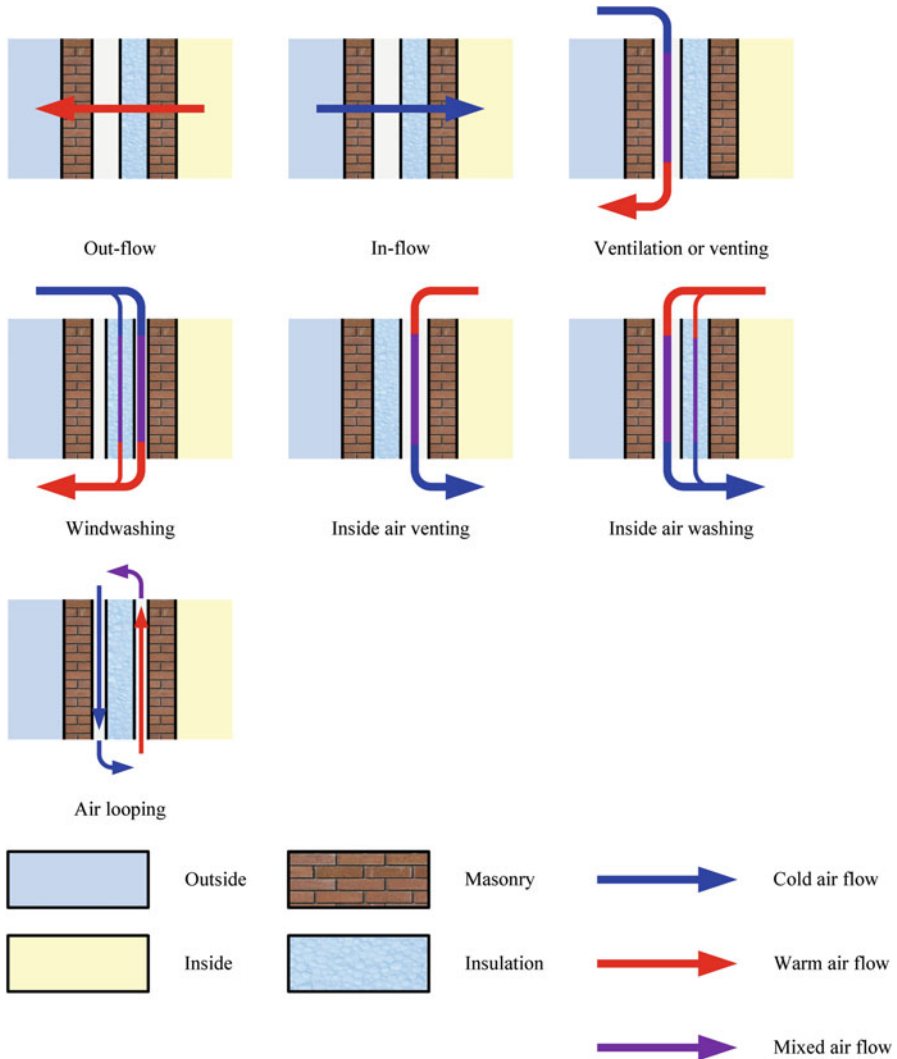 Out-flow
In-flow
Ventilation or venting
Windwashing
Inside air venting
Inside air washing
Air looping
Outside
Masonry
Cold air flow
Inside
Insulation
Warm air flow
Mixed air flow